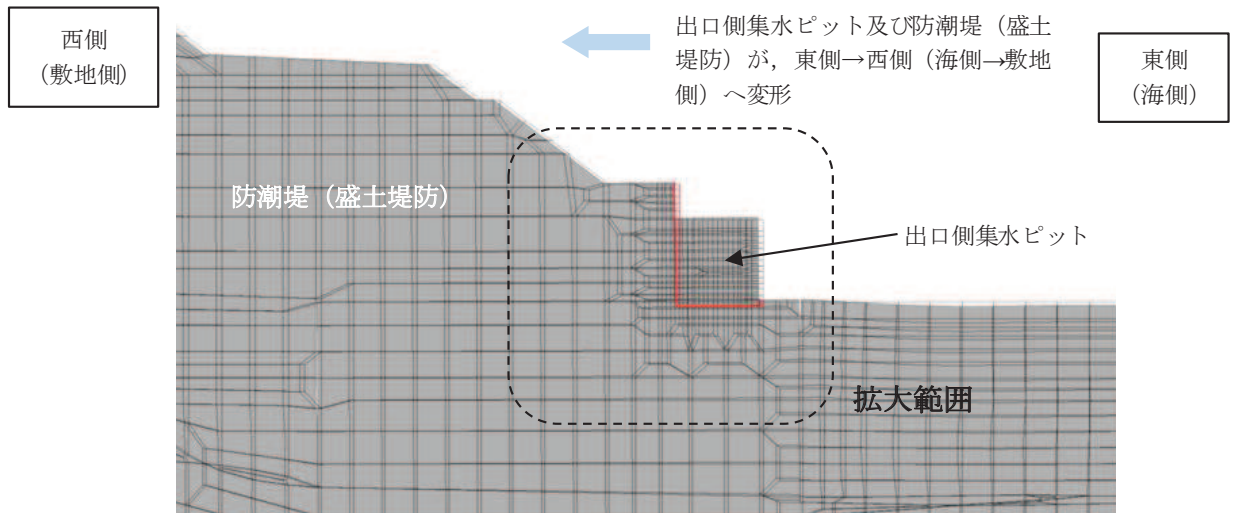 西側
(敷地側)
出口側集水ピット及び防潮堤（盛土
堤防）が，東側→西側（海側→敷地
側）へ変形
東側
(海側)
防潮堤（盛土堤防）
出口側集水ピット
拡大範囲